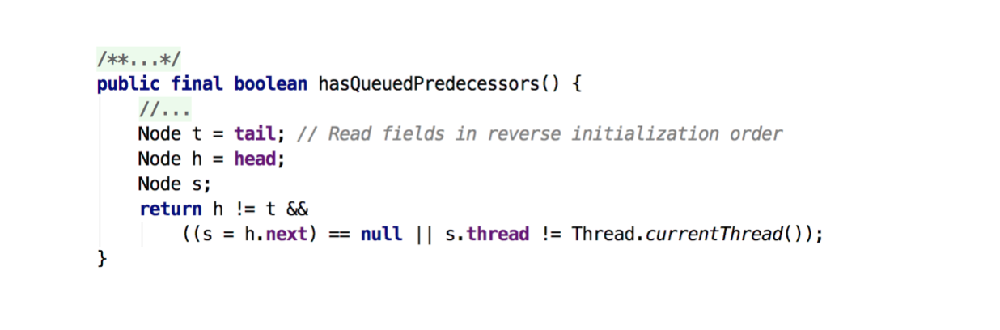 /**...*/
public final boolean hasQueuedPredecessors() {
//...
Node t = tail; // Read fields in reverse initialization order
Node h = head;
Node s;
return h != t &&
((s = h.next) == null || s.thread != Thread.currentThread());
}